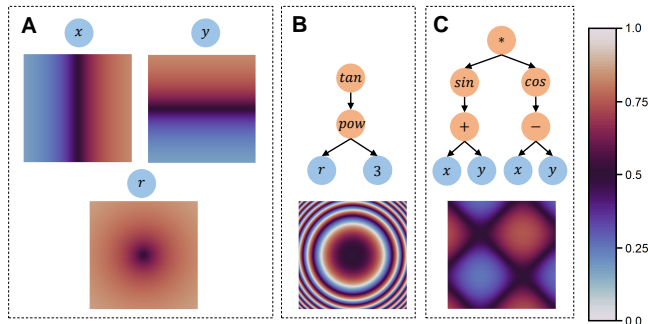 A
x
y
r
B
tan
pow
r 3
C
*
sin cos
+ −
x y x y
1.0
0.75
0.5
0.25
0.0